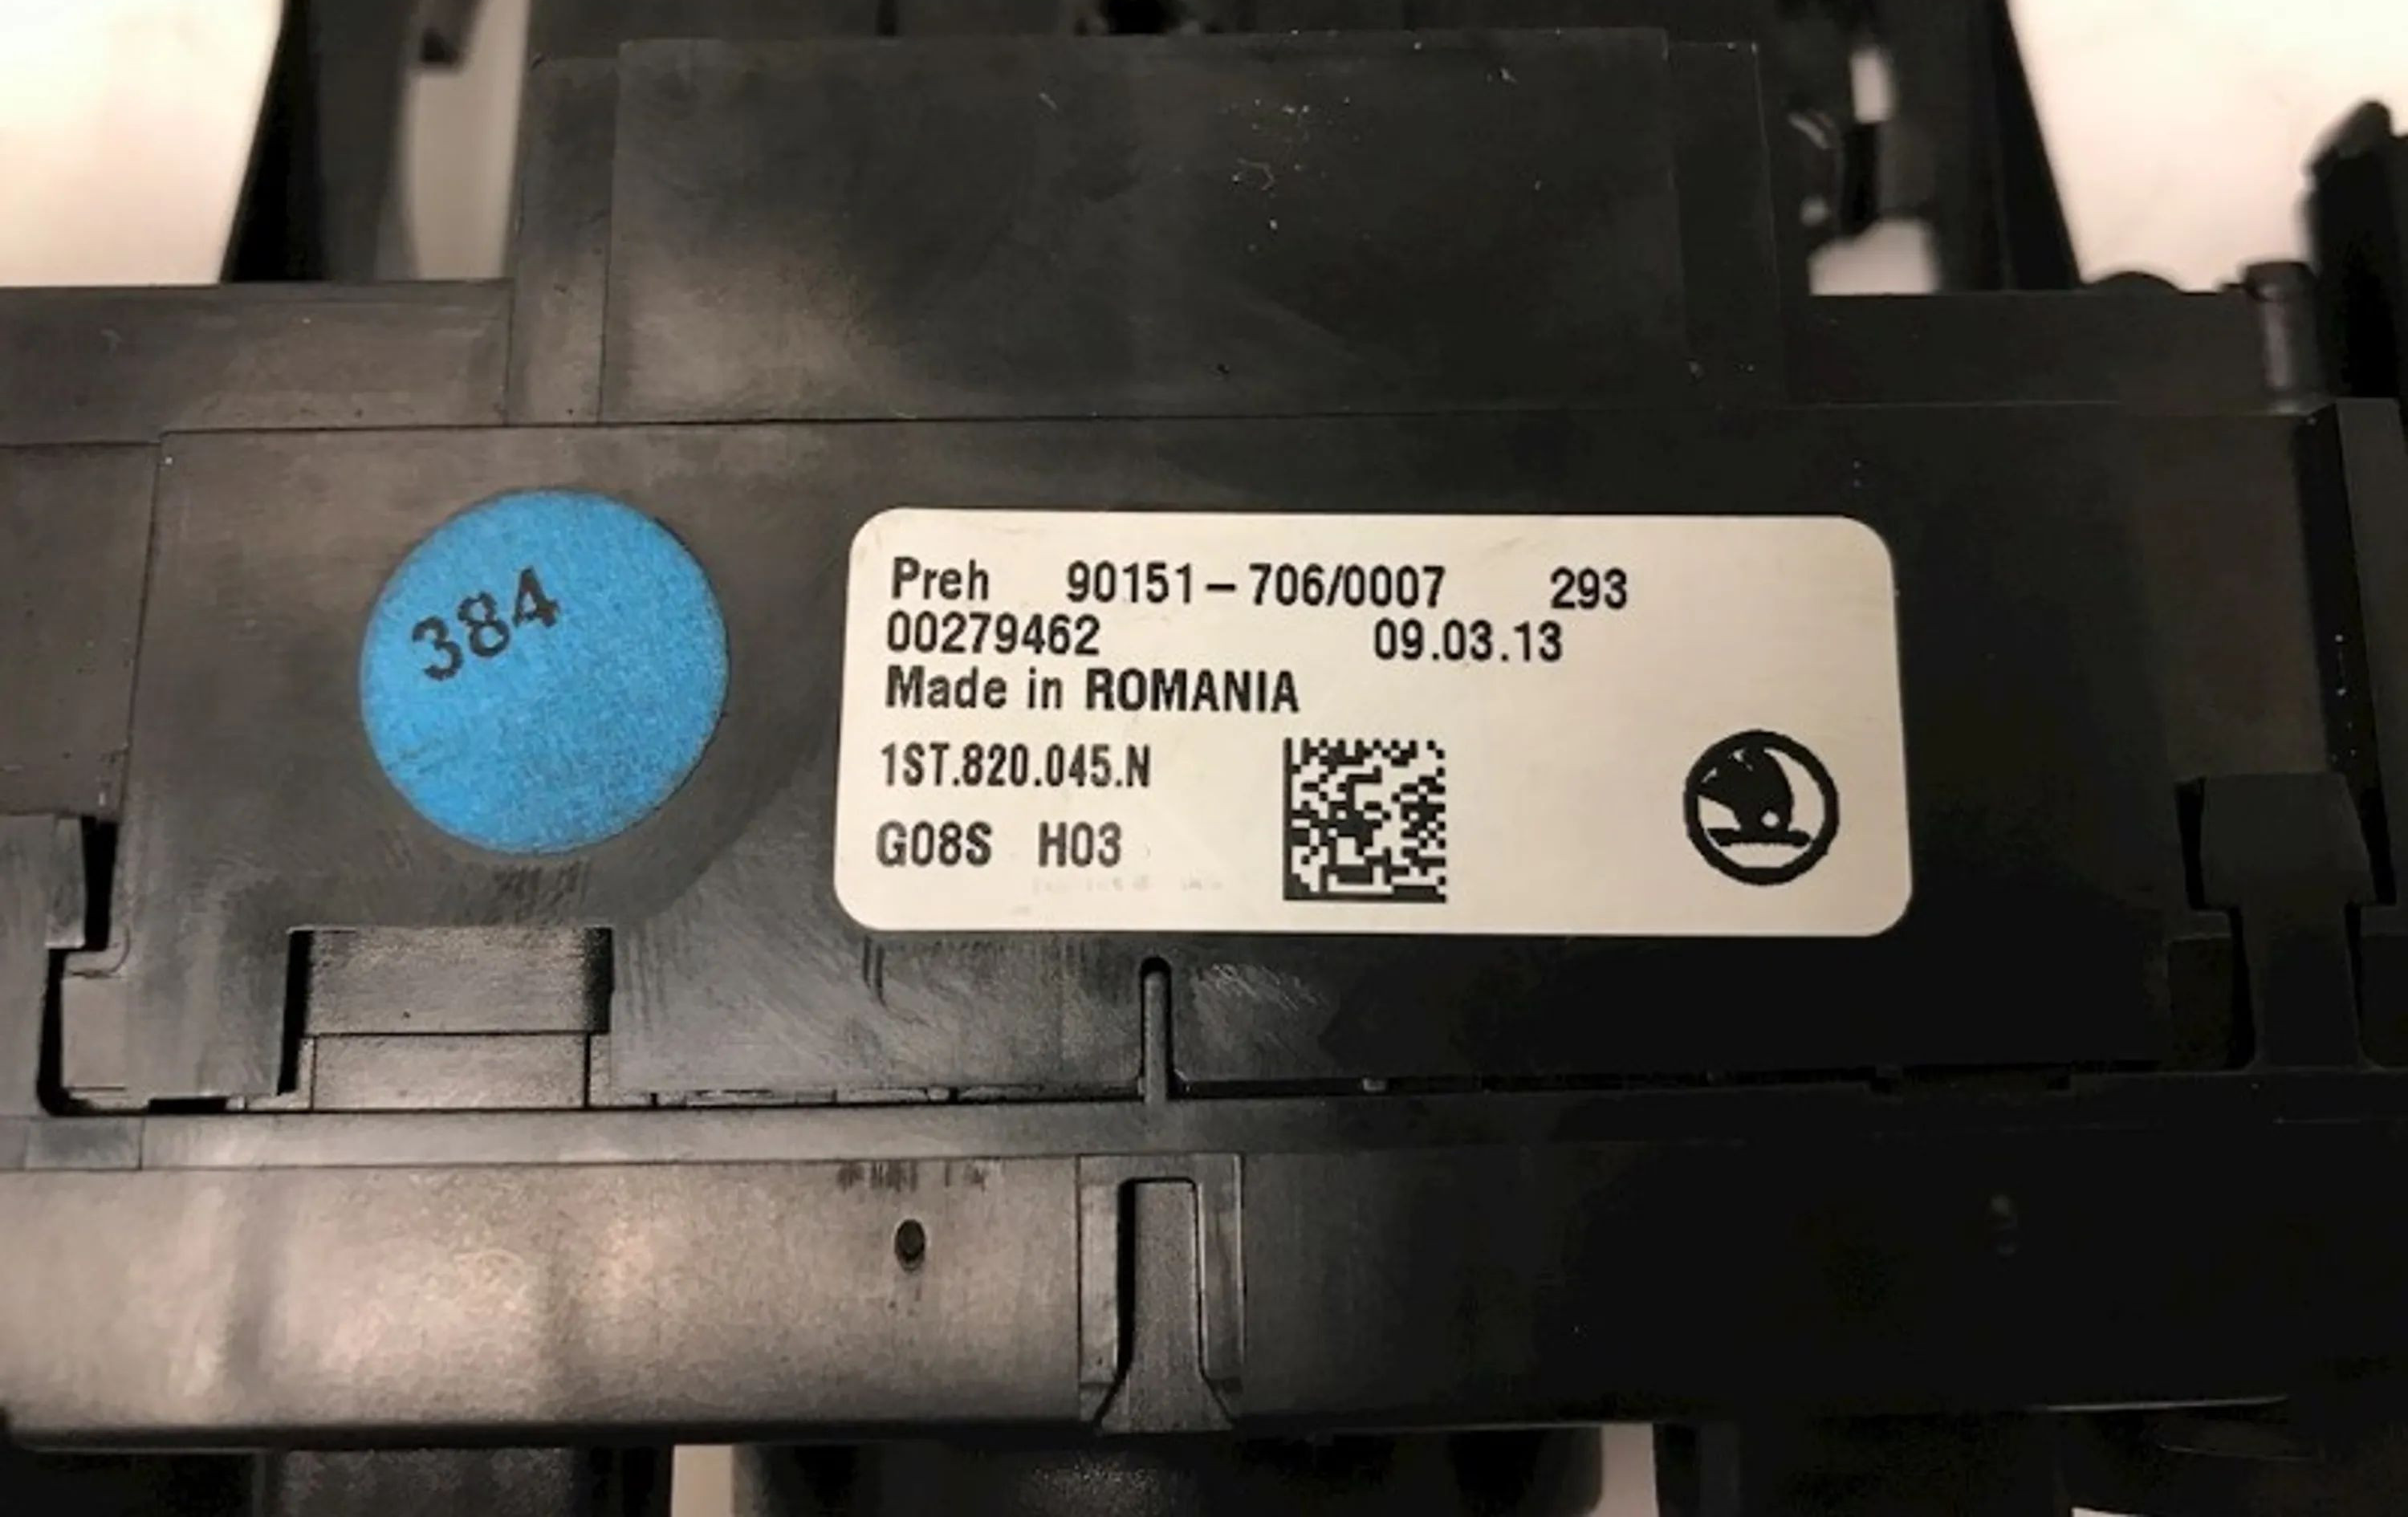 384
Preh 90151-706/0007 293
00279462 09.03.13
Made in ROMANIA
1ST.820.045.N
G08S H03